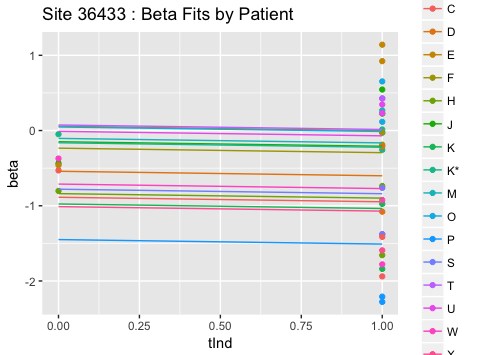 Site 36433 : Beta Fits by Patient
beta
1
0
-1
-2
0.00 0.25 0.50 0.75 1.00
tInd
C
D
E
F
H
J
K
K*
M
O
P
S
T
U
W